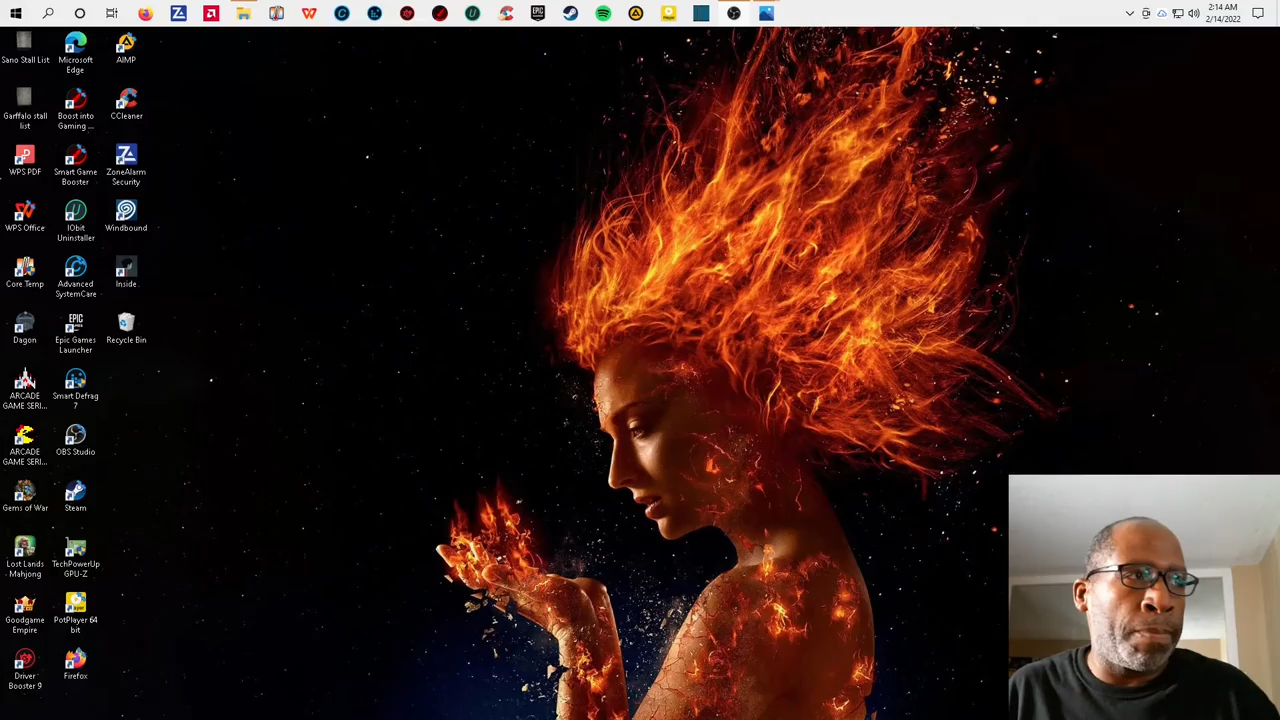 2:14 AM
2/14/2022
Sano Stall List
Microsoft
Edge
AIMP
Garffalo stall
list
Boost into
Gaming ...
CCleaner
WPS PDF
Smart Game
Booster
ZoneAlarm
Security
WPS Office
IObit
Uninstaller
Windbound
Core Temp
Advanced
SystemCare
Inside
Dagon
Epic Games
Launcher
Recycle Bin
ARCADE
GAME SERI...
Smart Defrag
7
ARCADE
GAME SERI...
OBS Studio
Gems of War
Steam
Lost Lands
Mahjong
TechPowerUp
GPU-Z
Goodgame
Empire
PotPlayer 64
bit
Driver
Booster 9
Firefox